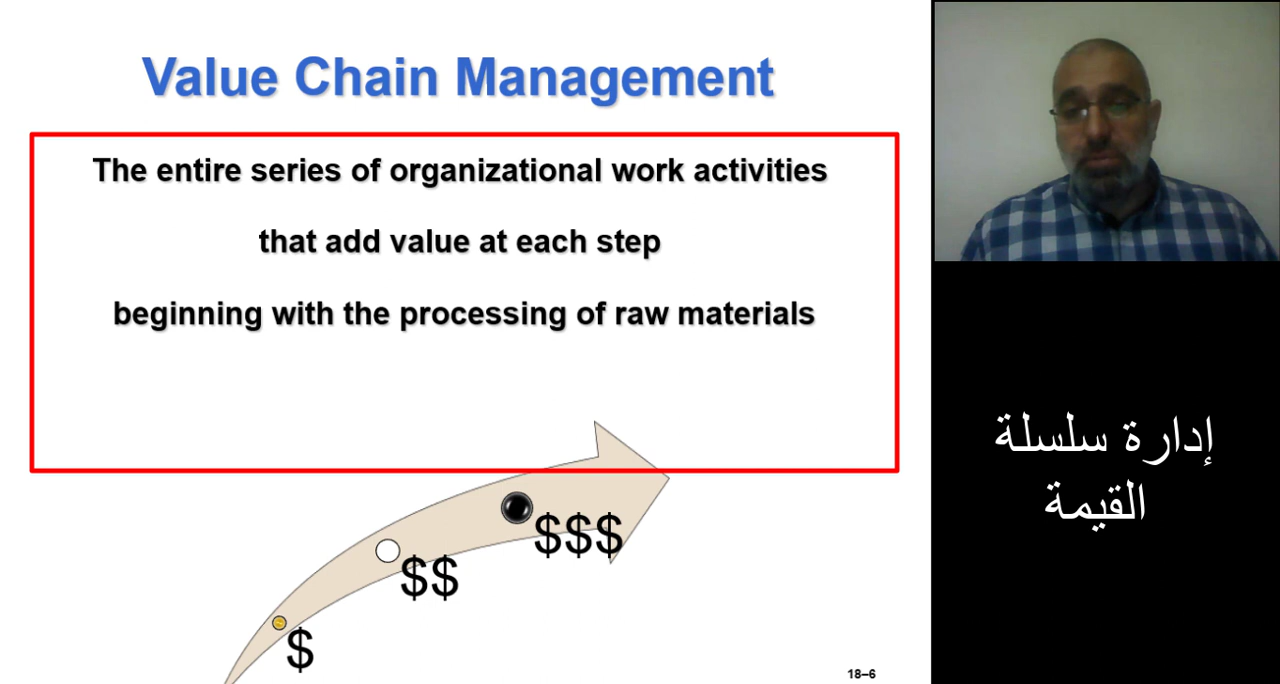 Value Chain Management
The entire series of organizational work activities
that add value at each step
beginning with the processing of raw materials
$
$$
$$$
18–6
إدارة سلسلة
القيمة